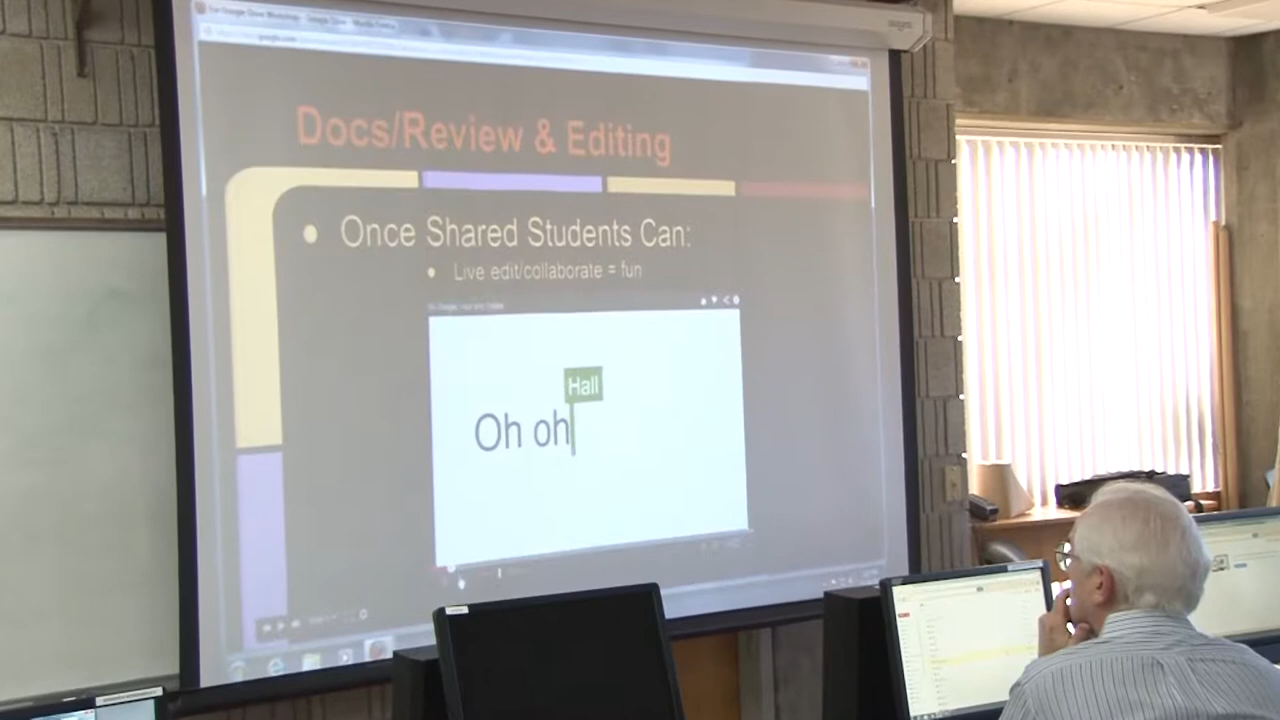 Docs/Review & Editing
Once Shared Students Can:
Live edit/collaborate = fun
Hall
Oh oh